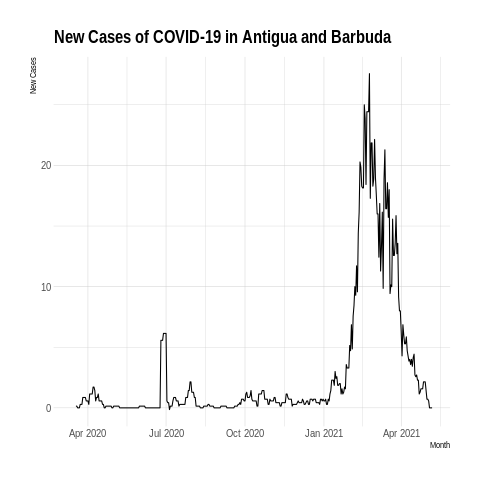 New Cases of COVID-19 in Antigua and Barbuda
New Cases
20
10
0
Apr 2020 Jul 2020 Oct 2020 Jan 2021 Apr 2021
Month